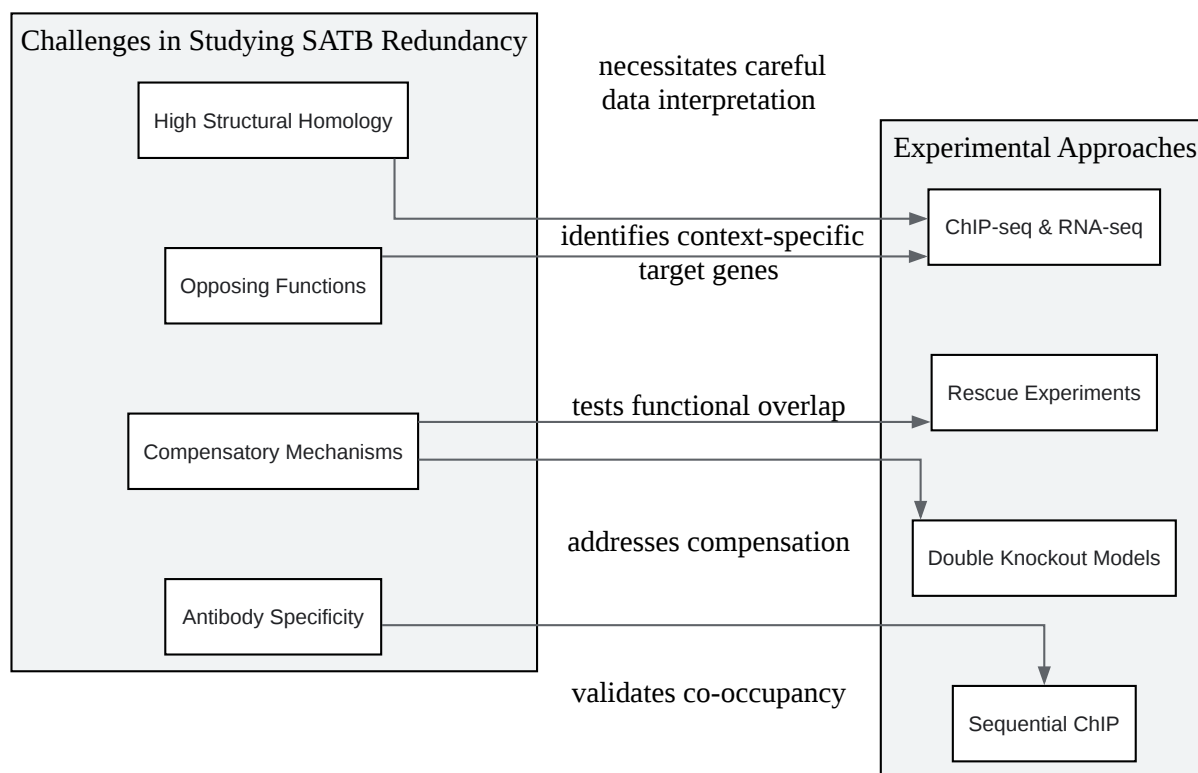 Challenges in Studying SATB Redundancy
High Structural Homology
Opposing Functions
Compensatory Mechanisms
Antibody Specificity
necessitates careful
data interpretation
identifies context-specific
target genes
tests functional overlap
addresses compensation
validates co-occupancy
Experimental Approaches
ChIP-seq & RNA-seq
Rescue Experiments
Double Knockout Models
Sequential ChIP